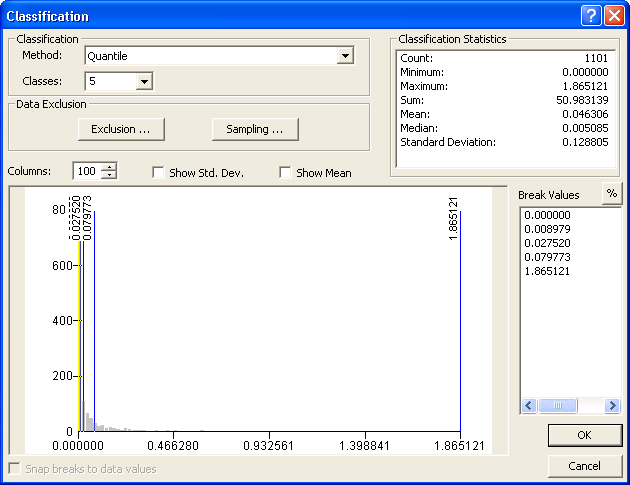 Classification
Classification
Method: Quantile
Classes: 5
Data Exclusion
Exclusion ...
Sampling ...
Classification Statistics
Count: 1101
Minimum: 0.000000
Maximum: 1.865121
Sum: 50.983139
Mean: 0.046306
Median: 0.005085
Standard Deviation: 0.128805
Columns: 100
Show Std. Dev.
Show Mean
Break Values
%
0.000000
0.008979
0.027520
0.079773
1.865121
0.027520
0.079773
1.865121
80
600
400
200
0
0.000000 0.466280 0.932561 1.398841 1.865121
OK
Snap breaks to data values
Cancel